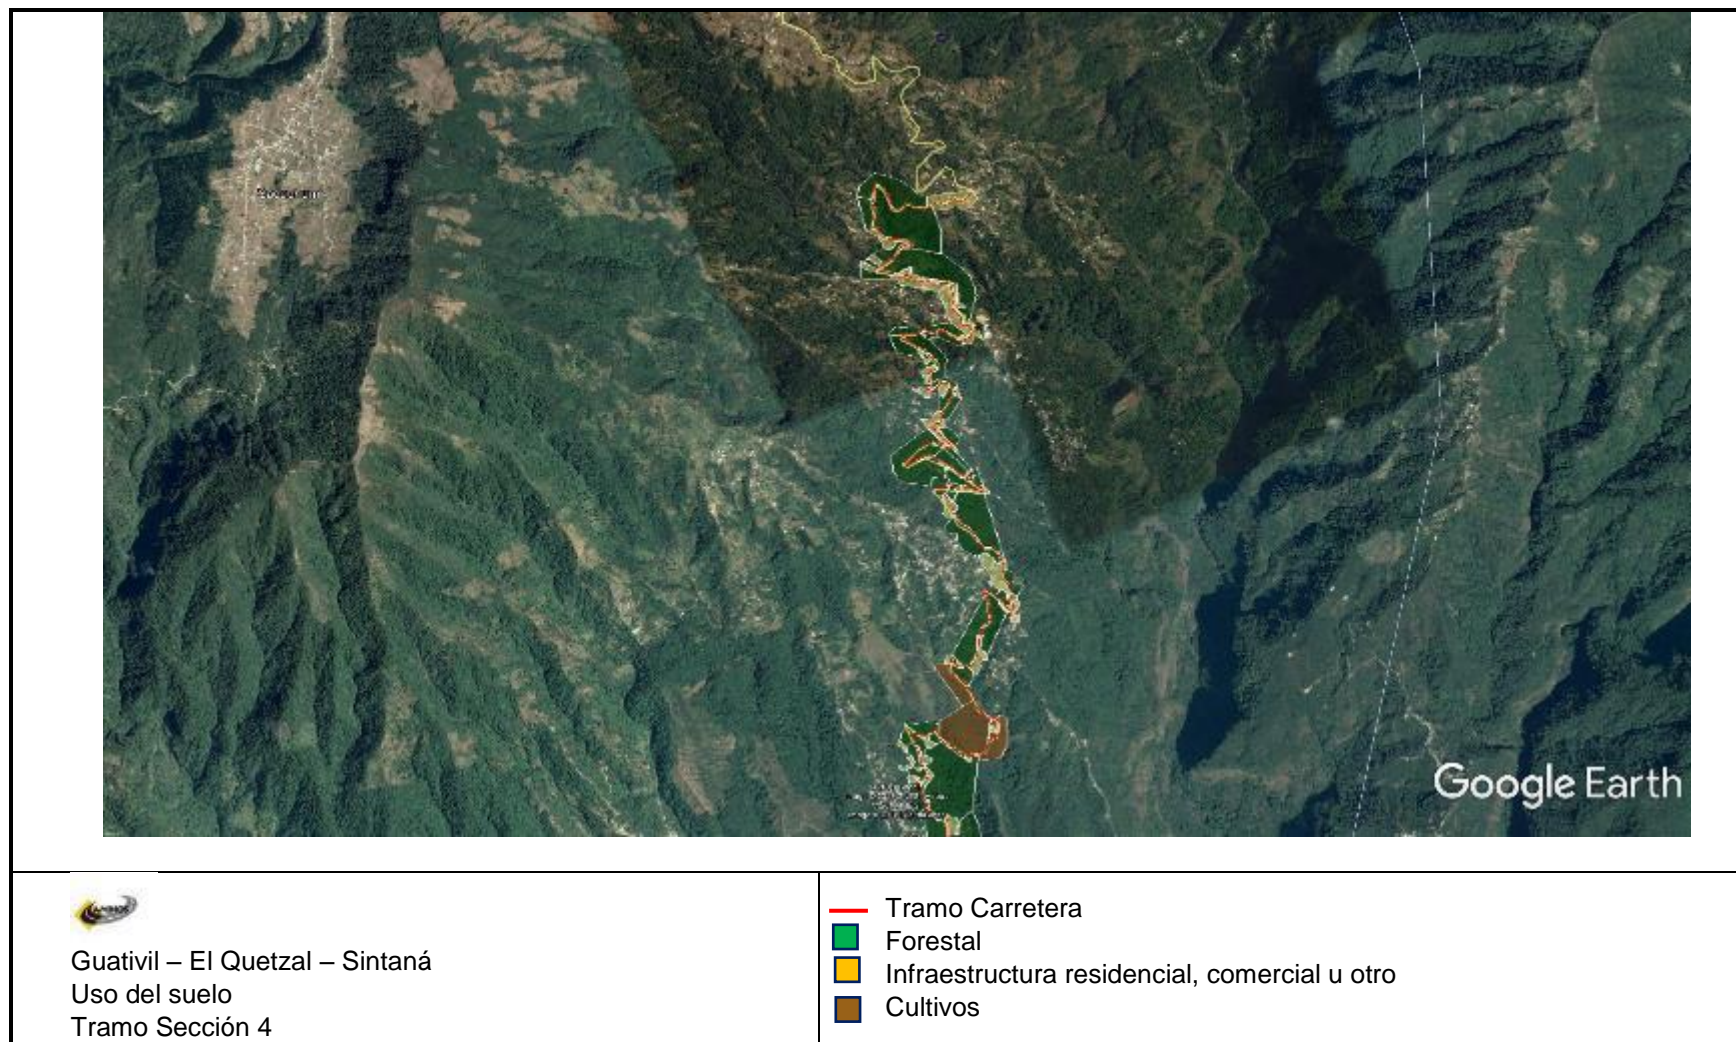 Google Earth
Guativil – El Quetzal – Sintaná
Uso del suelo
Tramo Sección 4
Tramo Carretera
Forestal
Infraestructura residencial, comercial u otro
Cultivos